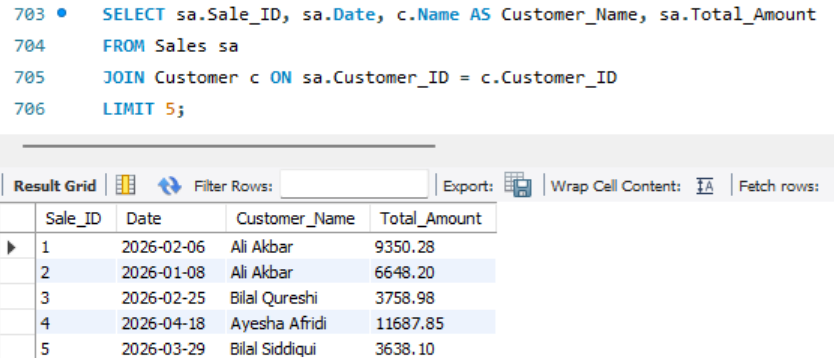 703 SELECT sa.Sale_ID, sa.Date, c.Name AS Customer_Name, sa.Total_Amount
704 FROM Sales sa
705 JOIN Customer c ON sa.Customer_ID = c.Customer_ID
706 LIMIT 5;
Result Grid Filter Rows: Export: Wrap Cell Content: IA Fetch rows:
Sale_ID Date Customer_Name Total_Amount
1 2026-02-06 Ali Akbar 9350.28
2 2026-01-08 Ali Akbar 6648.20
3 2026-02-25 Bilal Qureshi 3758.98
4 2026-04-18 Ayesha Afridi 11687.85
5 2026-03-29 Bilal Siddiqui 3638.10